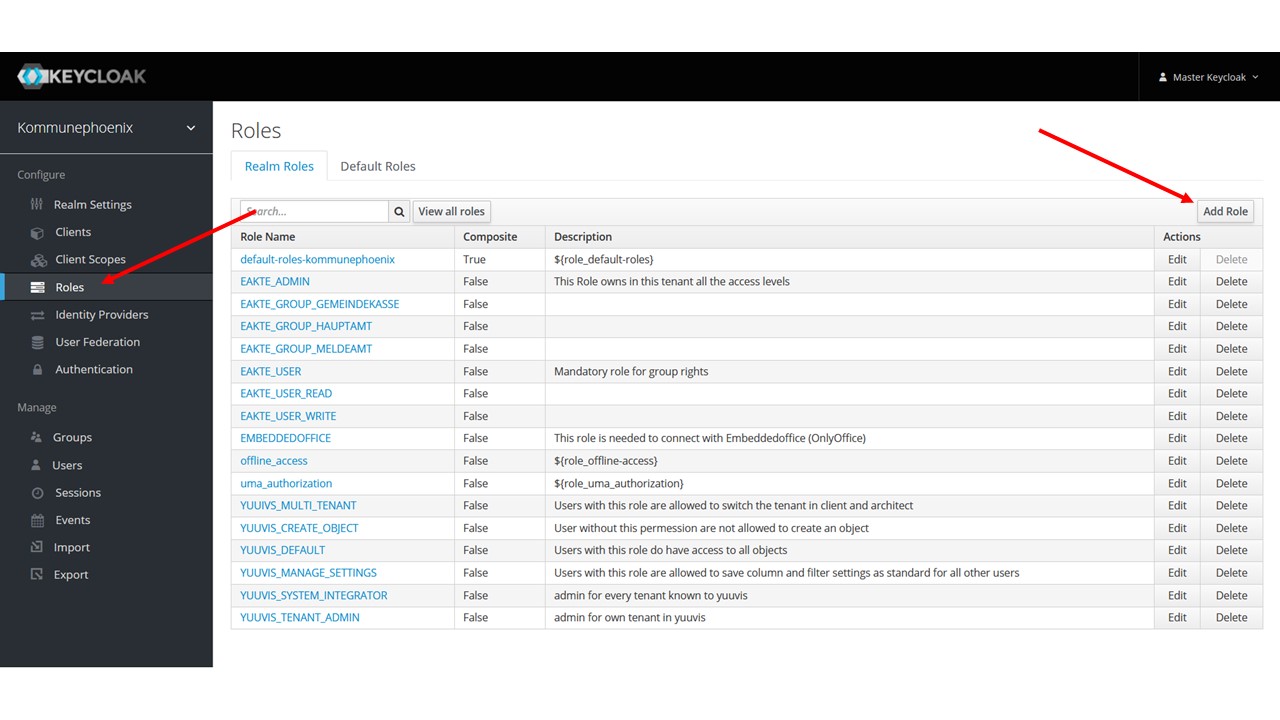 KEYCLOAK
Master Keycloak
Kommunephoenix
Configure
Realm Settings
Clients
Client Scopes
Roles
Identity Providers
User Federation
Authentication
Manage
Groups
Users
Sessions
Events
Import
Export
Roles
Realm Roles Default Roles
Search... View all roles Add Role
Role Name Composite Description Actions
default-roles-kommunephoenix True ${role_default-roles} Edit Delete
EAKTE_ADMIN False This Role owns in this tenant all the access levels Edit Delete
EAKTE_GROUP_GEMEINDEKASSE False Edit Delete
EAKTE_GROUP_HAUPTAMT False Edit Delete
EAKTE_GROUP_MELDEAMT False Edit Delete
EAKTE_USER False Mandatory role for group rights Edit Delete
EAKTE_USER_READ False Edit Delete
EAKTE_USER_WRITE False Edit Delete
EMBEDDEDOFFICE False This role is needed to connect with Embeddedoffice (OnlyOffice) Edit Delete
offline_access False ${role_offline-access} Edit Delete
uma_authorization False ${role_uma_authorization} Edit Delete
YUUIVS_MULTI_TENANT False Users with this role are allowed to switch the tenant in client and architect Edit Delete
YUUVIS_CREATE_OBJECT False User without this permession are not allowed to create an object Edit Delete
YUUVIS_DEFAULT False Users with this role do have access to all objects Edit Delete
YUUVIS_MANAGE_SETTINGS False Users with this role are allowed to save column and filter settings as standard for all other users Edit Delete
YUUVIS_SYSTEM_INTEGRATOR False admin for every tenant known to yuuvis Edit Delete
YUUVIS_TENANT_ADMIN False admin for own tenant in yuuvis Edit Delete